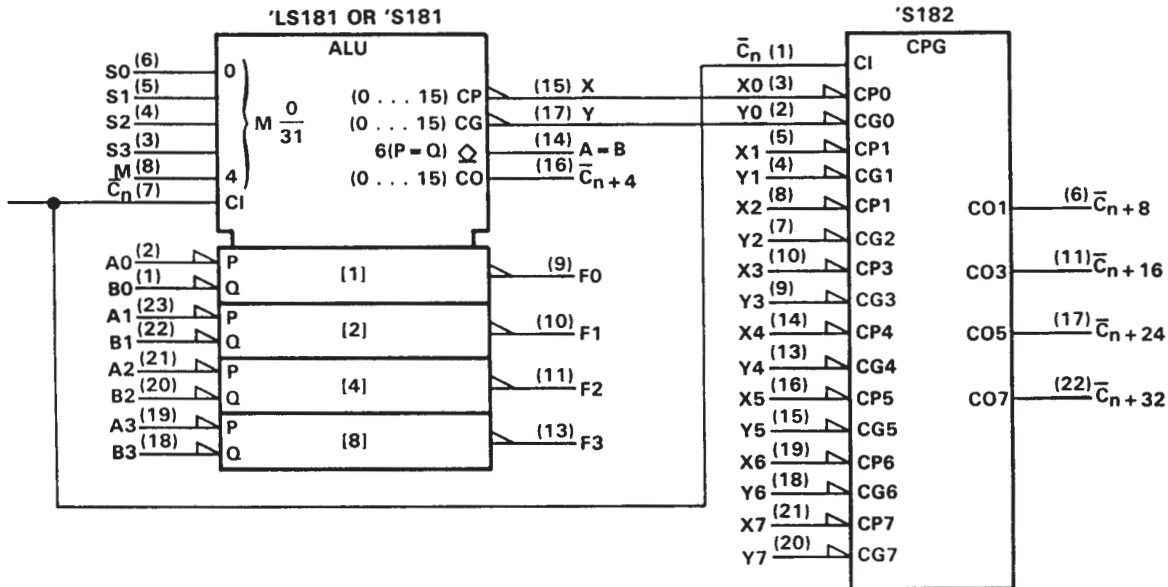 'LS181 OR 'S181
ALU
S0 (6) 0
S1 (5)
S2 (4)
S3 (3)
M (8) 4
C̅n (7) CI
M 0/31
(0 . . . 15) CP (15) X
(0 . . . 15) CG (17) Y
6(P = Q) ◇ (14) A = B
(0 . . . 15) CO (16) C̅n + 4
A0 (2) P
B0 (1) Q
[1] (9) F0
A1 (23) P
B1 (22) Q
[2] (10) F1
A2 (21) P
B2 (20) Q
[4] (11) F2
A3 (19) P
B3 (18) Q
[8] (13) F3
'S182
CPG
C̅n (1) CI
X0 (3) CP0
Y0 (2) CG0
X1 (5) CP1
Y1 (4) CG1
X2 (8) CP1
Y2 (7) CG2
X3 (10) CP3
Y3 (9) CG3
X4 (14) CP4
Y4 (13) CG4
X5 (16) CP5
Y5 (15) CG5
X6 (19) CP6
Y6 (18) CG6
X7 (21) CP7
Y7 (20) CG7
CO1 (6) C̅n + 8
CO3 (11) C̅n + 16
CO5 (17) C̅n + 24
CO7 (22) C̅n + 32